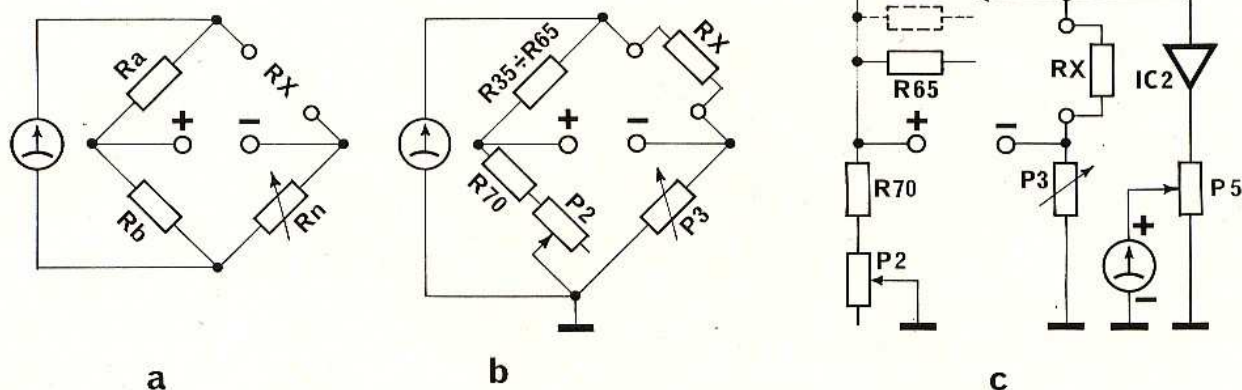 Ra
RX
+
−
Rb
Rn
a
R35÷R65
RX
+
−
R70
P2
P3
b
R65
RX
IC2
+
−
R70
P3
P5
P2
+
−
c